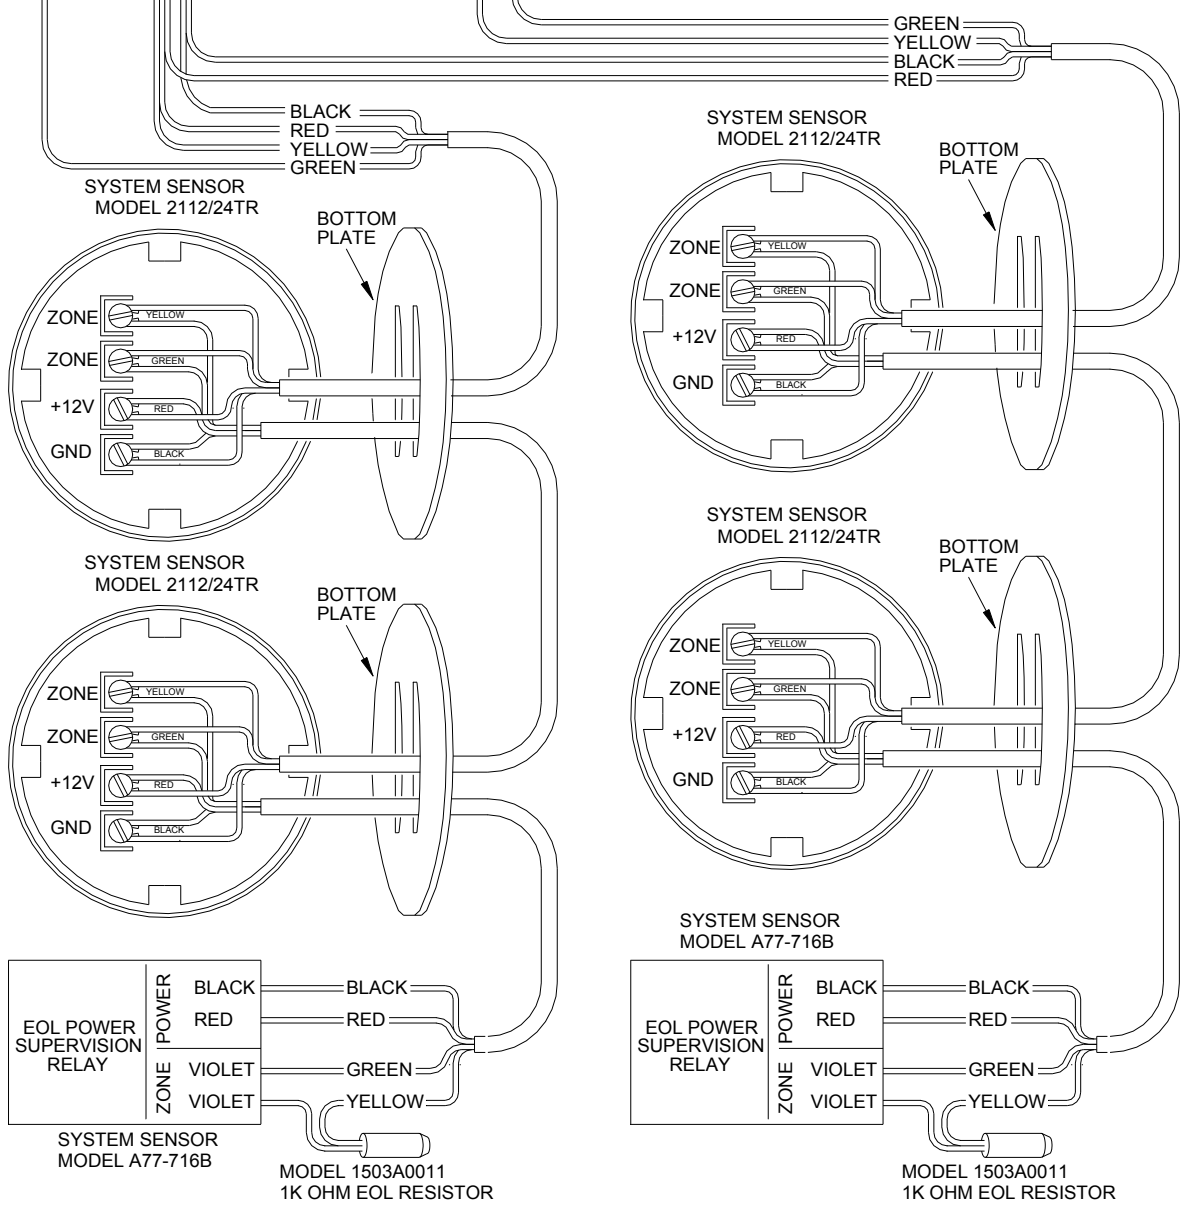 GREEN
YELLOW
BLACK
RED
BLACK
RED
YELLOW
GREEN
SYSTEM SENSOR
MODEL 2112/24TR
BOTTOM
PLATE
ZONE
YELLOW
ZONE
GREEN
+12V
RED
GND
BLACK
SYSTEM SENSOR
MODEL 2112/24TR
BOTTOM
PLATE
ZONE
YELLOW
ZONE
GREEN
+12V
RED
GND
BLACK
EOL POWER
SUPERVISION
RELAY
POWER
ZONE
BLACK
BLACK
RED
RED
VIOLET
GREEN
VIOLET
YELLOW
SYSTEM SENSOR
MODEL A77-716B
MODEL 1503A0011
1K OHM EOL RESISTOR
SYSTEM SENSOR
MODEL 2112/24TR
BOTTOM
PLATE
ZONE
YELLOW
ZONE
GREEN
+12V
RED
GND
BLACK
SYSTEM SENSOR
MODEL 2112/24TR
BOTTOM
PLATE
ZONE
YELLOW
ZONE
GREEN
+12V
RED
GND
BLACK
SYSTEM SENSOR
MODEL A77-716B
EOL POWER
SUPERVISION
RELAY
POWER
ZONE
BLACK
BLACK
RED
RED
VIOLET
GREEN
VIOLET
YELLOW
MODEL 1503A0011
1K OHM EOL RESISTOR